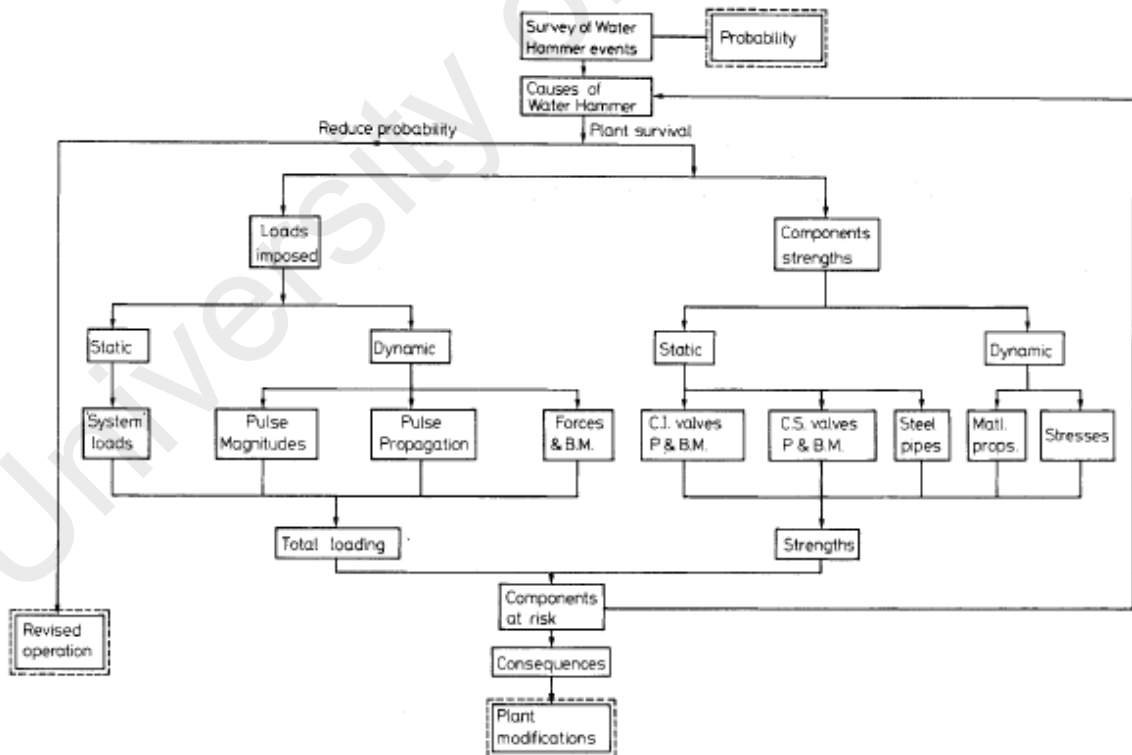 Survey of Water
Hammer events
Probability
Causes of
Water Hammer
Reduce probability
Plant survival
Loads
imposed
Components
strengths
Static
Dynamic
Static
Dynamic
'System'
loads
Pulse
Magnitudes
Pulse
Propagation
Forces
& B.M.
C.I. valves
P & B.M.
C.S. valves
P & B.M.
Steel
pipes
Matl.
props.
Stresses
Total loading
Strengths
Components
at risk
Revised
operation
Consequences
Plant
modifications
University of